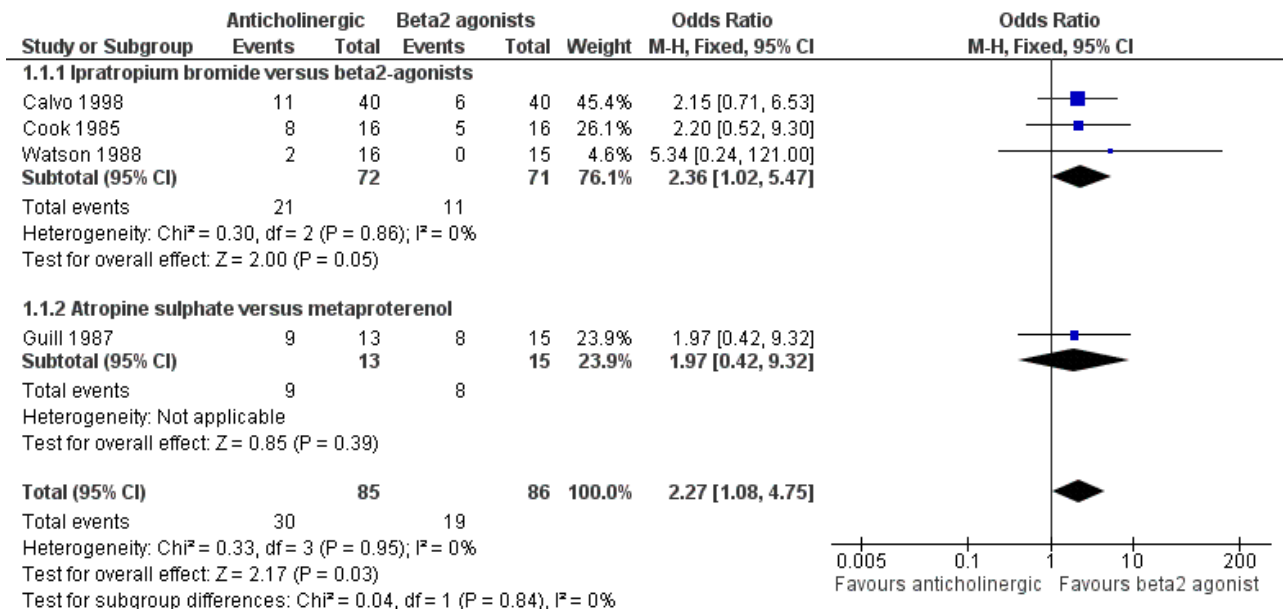 Anticholinergic Beta2 agonists Odds Ratio Odds Ratio
Study or Subgroup Events Total Events Total Weight M-H, Fixed, 95% CI M-H, Fixed, 95% CI
1.1.1 Ipratropium bromide versus beta2-agonists
Calvo 1998 11 40 6 40 45.4% 2.15 [0.71, 6.53]
Cook 1985 8 16 5 16 26.1% 2.20 [0.52, 9.30]
Watson 1988 2 16 0 15 4.6% 5.34 [0.24, 121.00]
Subtotal (95% CI) 72 71 76.1% 2.36 [1.02, 5.47]
Total events 21 11
Heterogeneity: Chi² = 0.30, df = 2 (P = 0.86); I² = 0%
Test for overall effect: Z = 2.00 (P = 0.05)
1.1.2 Atropine sulphate versus metaproterenol
Guill 1987 9 13 8 15 23.9% 1.97 [0.42, 9.32]
Subtotal (95% CI) 13 15 23.9% 1.97 [0.42, 9.32]
Total events 9 8
Heterogeneity: Not applicable
Test for overall effect: Z = 0.85 (P = 0.39)
Total (95% CI) 85 86 100.0% 2.27 [1.08, 4.75]
Total events 30 19
Heterogeneity: Chi² = 0.33, df = 3 (P = 0.95); I² = 0%
Test for overall effect: Z = 2.17 (P = 0.03)
Test for subgroup differences: Chi² = 0.04, df = 1 (P = 0.84), I² = 0%
0.005 0.1 1 10 200
Favours anticholinergic Favours beta2 agonist